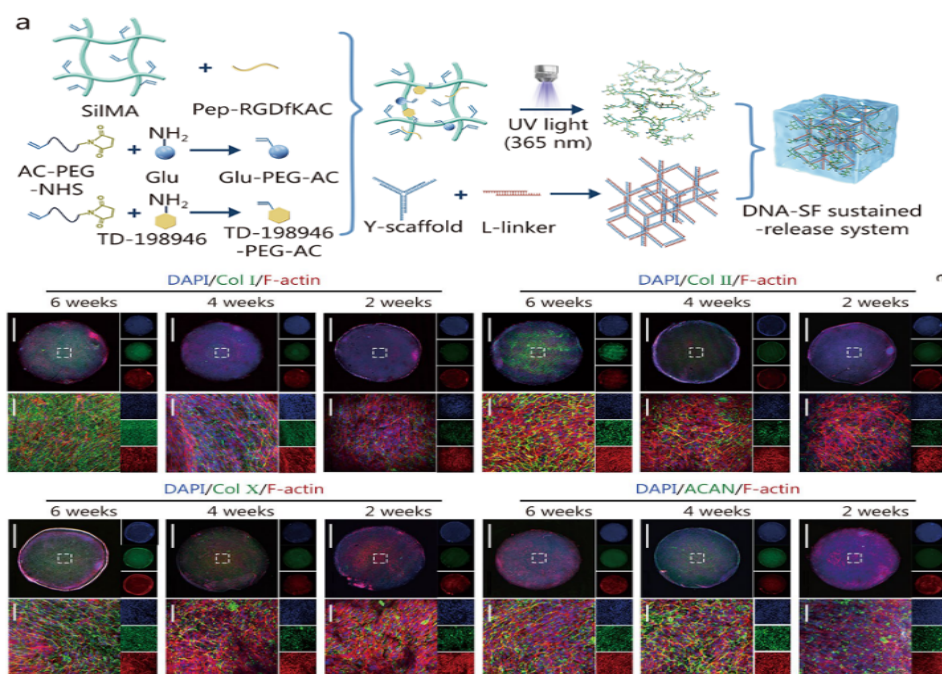 a
SilMA
+
Pep-RGDfKAC
AC-PEG
-NHS
+
NH2
Glu
Glu-PEG-AC
+
NH2
TD-198946
TD-198946
-PEG-AC
UV light
(365 nm)
Y-scaffold
+
L-linker
DNA-SF sustained
-release system
DAPI/Col I/F-actin
6 weeks 4 weeks 2 weeks
DAPI/Col II/F-actin
6 weeks 4 weeks 2 weeks
DAPI/Col X/F-actin
6 weeks 4 weeks 2 weeks
DAPI/ACAN/F-actin
6 weeks 4 weeks 2 weeks